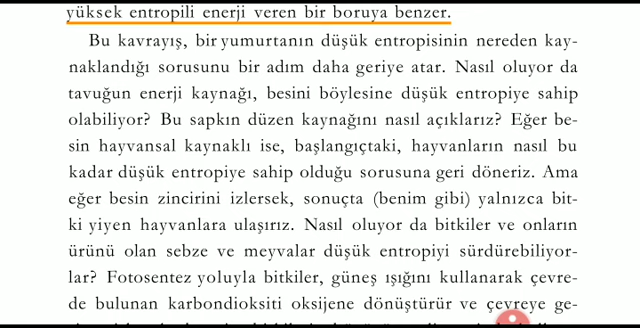 yüksek entropili enerji veren bir boruya benzer.
Bu kavrayış, bir yumurtanın düşük entropisinin nereden kay-
naklandığı sorusunu bir adım daha geriye atar. Nasıl oluyor da
tavuğun enerji kaynağı, besini böylesine düşük entropiye sahip
olabiliyor? Bu sapkın düzen kaynağını nasıl açıklarız? Eğer be-
sin hayvansal kaynaklı ise, başlangıçtaki, hayvanların nasıl bu
kadar düşük entropiye sahip olduğu sorusuna geri döneriz. Ama
eğer besin zincirini izlersek, sonuçta (benim gibi) yalnızca bit-
ki yiyen hayvanlara ulaşırız. Nasıl oluyor da bitkiler ve onların
ürünü olan sebze ve meyvalar düşük entropiyi sürdürebiliyor-
lar? Fotosentez yoluyla bitkiler, güneş ışığını kullanarak çevre-
de bulunan karbondioksiti oksijene dönüştürür ve çevreye ge-